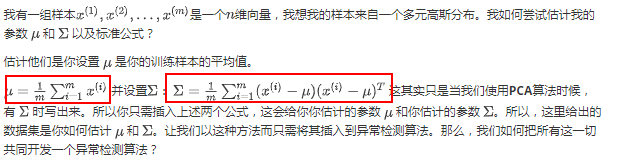 我有一组样本$x^{(1)}, x^{(2)}, \ldots, x^{(m)}$是一个$n$维向量，我想我的样本来自一个多元高斯分布。我如何尝试估计我的
参数 $\mu$ 和 $\Sigma$ 以及标准公式？
估计他们是你设置 $\mu$ 是你的训练样本的平均值。
$\mu = \frac{1}{m}\sum_{i=1}^{m} x^{(i)}$ 并设置$\Sigma$：$\Sigma = \frac{1}{m}\sum_{i=1}^{m}(x^{(i)} - \mu)(x^{(i)} - \mu)^T$ 这其实只是当我们使用PCA算法时候，
有 $\Sigma$ 时写出来。所以你只需插入上述两个公式，这会给你你估计的参数 $\mu$ 和你估计的参数 $\Sigma$。所以，这里给出的
数据集是你如何估计 $\mu$ 和 $\Sigma$。让我们以这种方法而只需将其插入到异常检测算法。那么，我们如何把所有这一切
共同开发一个异常检测算法？